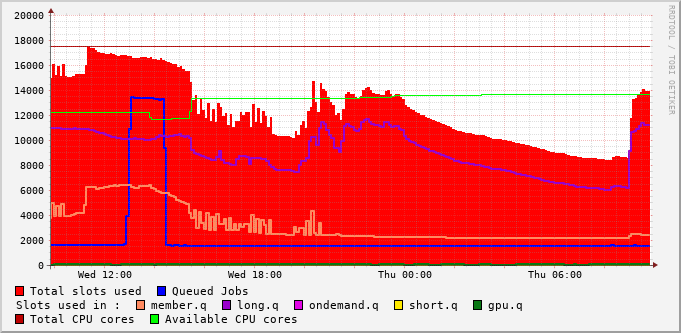 RRDTOOL / TOBI OETIKER
20000
18000
16000
14000
12000
10000
8000
6000
4000
2000
0
Wed 12:00 Wed 18:00 Thu 00:00 Thu 06:00
Total slots used Queued Jobs
Slots used in : member.q long.q ondemand.q short.q gpu.q
Total CPU cores Available CPU cores